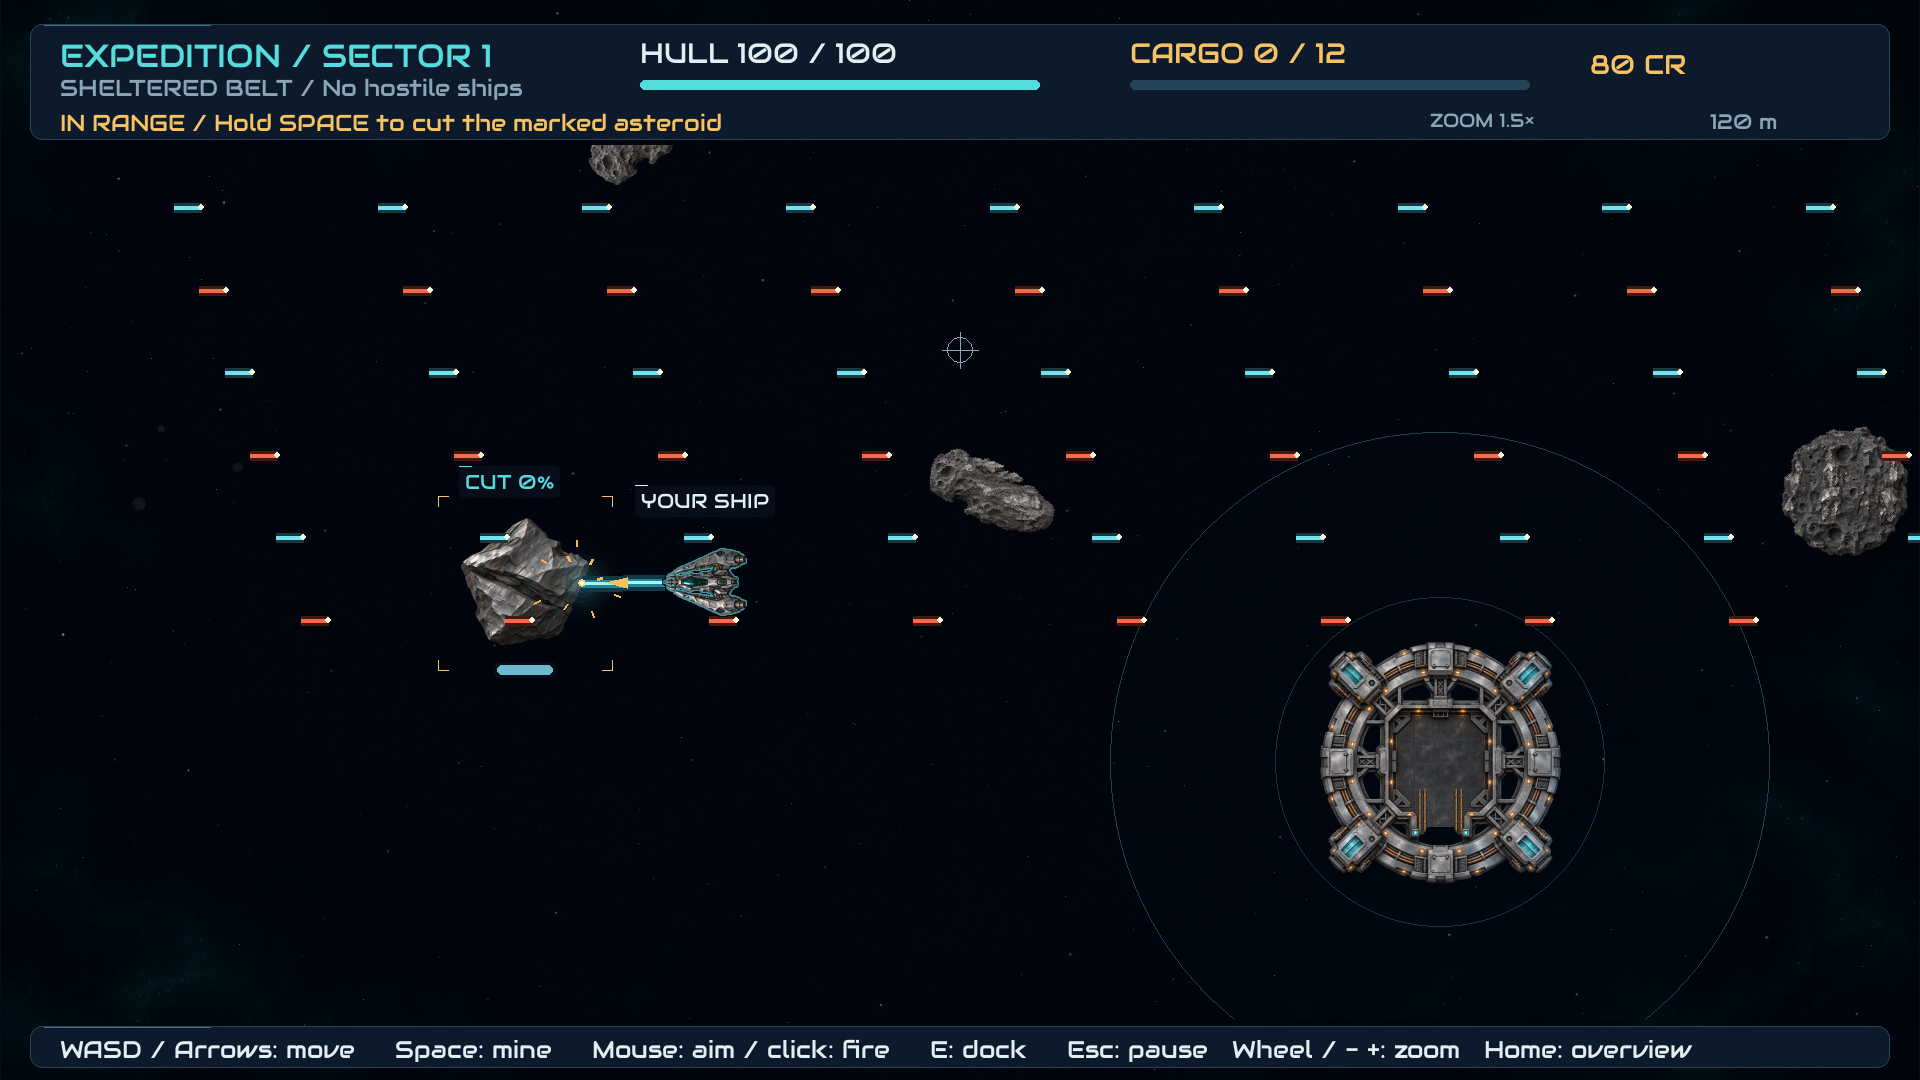 EXPEDITION / SECTOR 1
HULL 100 / 100
CARGO 0 / 12
80 CR
SHELTERED BELT / No hostile ships
IN RANGE / Hold SPACE to cut the marked asteroid
ZOOM 1.5×
120 m
CUT 0%
YOUR SHIP
WASD / Arrows: move
Space: mine
Mouse: aim / click: fire
E: dock
Esc: pause
Wheel / - +: zoom
Home: overview